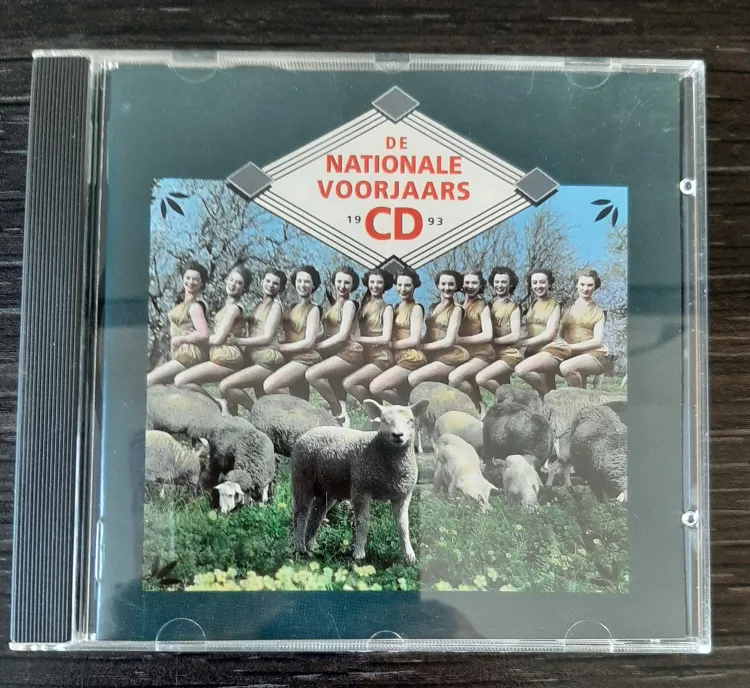 DE
NATIONALE
VOORJAARS
19 CD 93